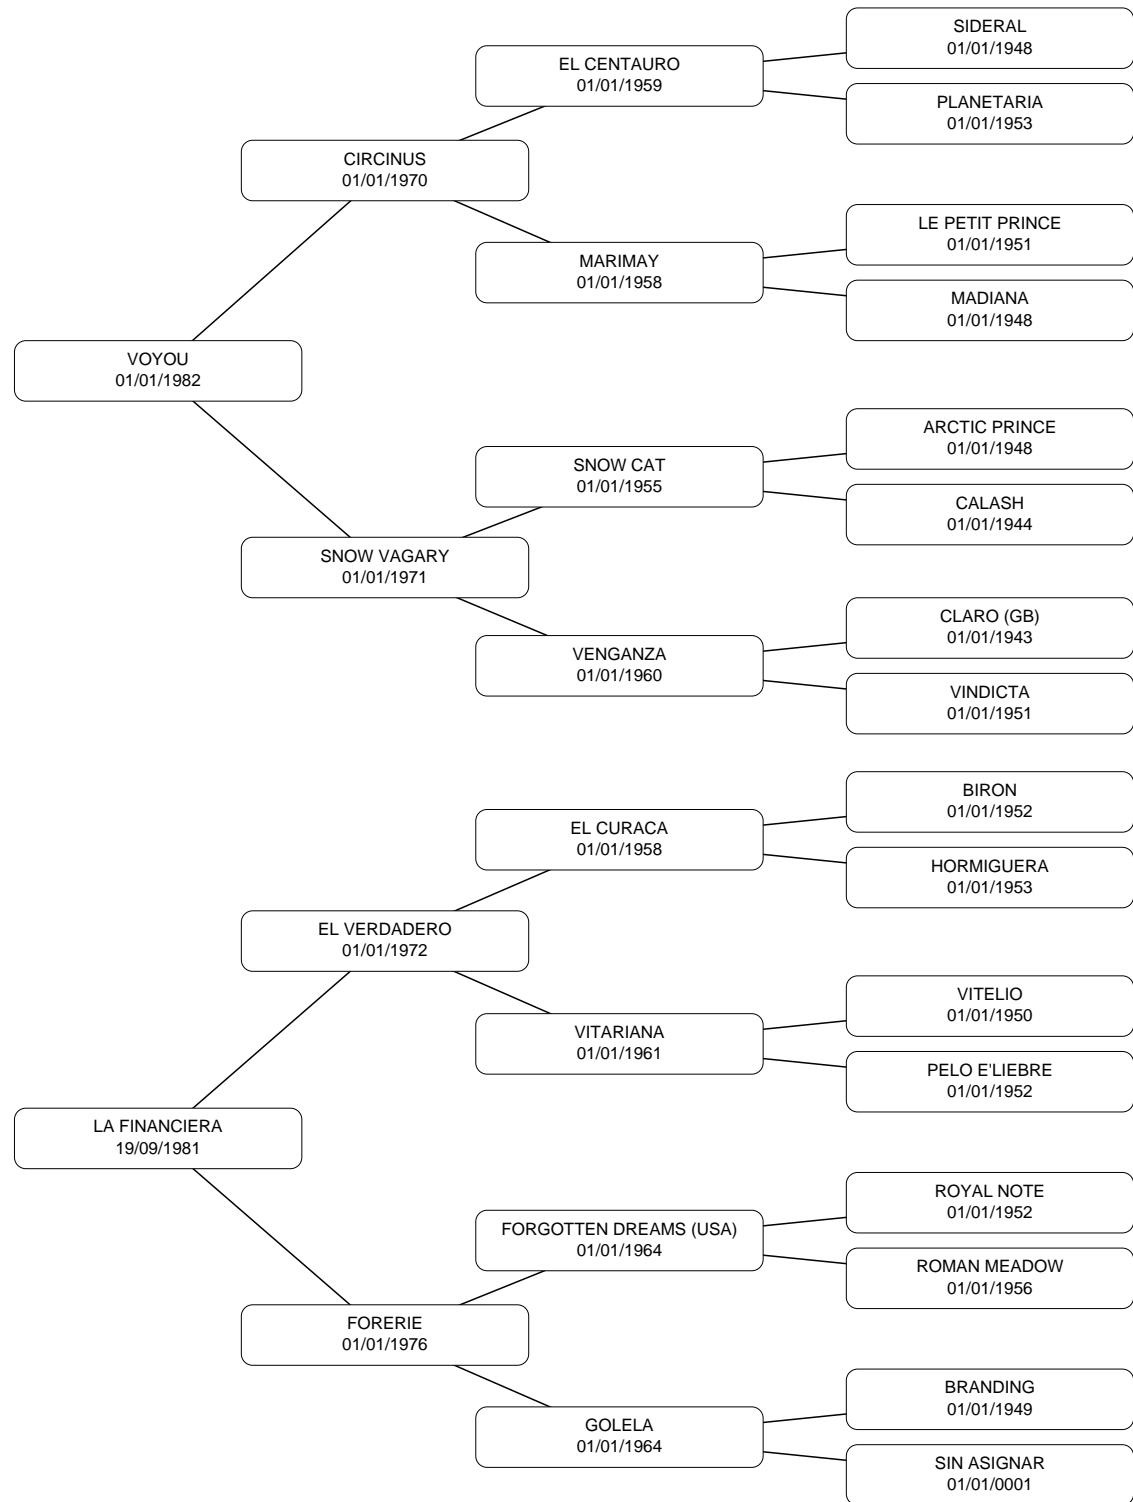 SIDERAL
01/01/1948
EL CENTAURO
01/01/1959
PLANETARIA
01/01/1953
CIRCINUS
01/01/1970
LE PETIT PRINCE
01/01/1951
MARIMAY
01/01/1958
MADIANA
01/01/1948
VOYOU
01/01/1982
ARCTIC PRINCE
01/01/1948
SNOW CAT
01/01/1955
CALASH
01/01/1944
SNOW VAGARY
01/01/1971
CLARO (GB)
01/01/1943
VENGANZA
01/01/1960
VINDICTA
01/01/1951
BIRON
01/01/1952
EL CURACA
01/01/1958
HORMIGUERA
01/01/1953
EL VERDADERO
01/01/1972
VITELIO
01/01/1950
VITARIANA
01/01/1961
PELO E'LIEBRE
01/01/1952
LA FINANCIERA
19/09/1981
ROYAL NOTE
01/01/1952
FORGOTTEN DREAMS (USA)
01/01/1964
ROMAN MEADOW
01/01/1956
FORERIE
01/01/1976
BRANDING
01/01/1949
GOLELA
01/01/1964
SIN ASIGNAR
01/01/0001